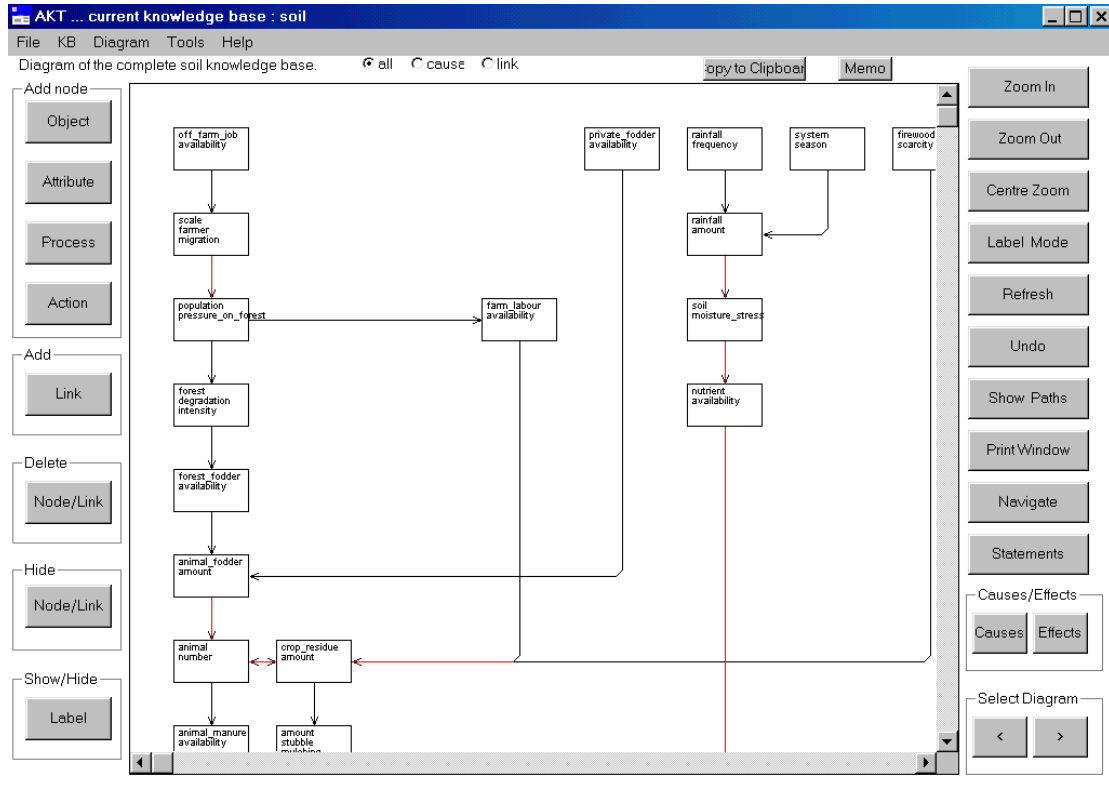 AKT ... current knowledge base : soil
File KB Diagram Tools Help
Diagram of the complete soil knowledge base.
all cause link
opy to Clipboar
Memo
Add node
Object
Attribute
Process
Action
Add
Link
Delete
Node/Link
Hide
Node/Link
Show/Hide
Label
off_farm_job
availability
private_fodder
availability
rainfall
frequency
system
season
firewood
scarcity
scale
farmer
migration
rainfall
amount
population
pressure_on_forest
farm_labour
availability
soil
moisture_stress
forest
degradation
intensity
nutrient
availability
forest_fodder
availability
animal_fodder
amount
animal
number
crop_residue
amount
animal_manure
availability
amount
stubble
mulching
Zoom In
Zoom Out
Centre Zoom
Label Mode
Refresh
Undo
Show Paths
Print Window
Navigate
Statements
Causes/Effects
Causes
Effects
Select Diagram
<
>